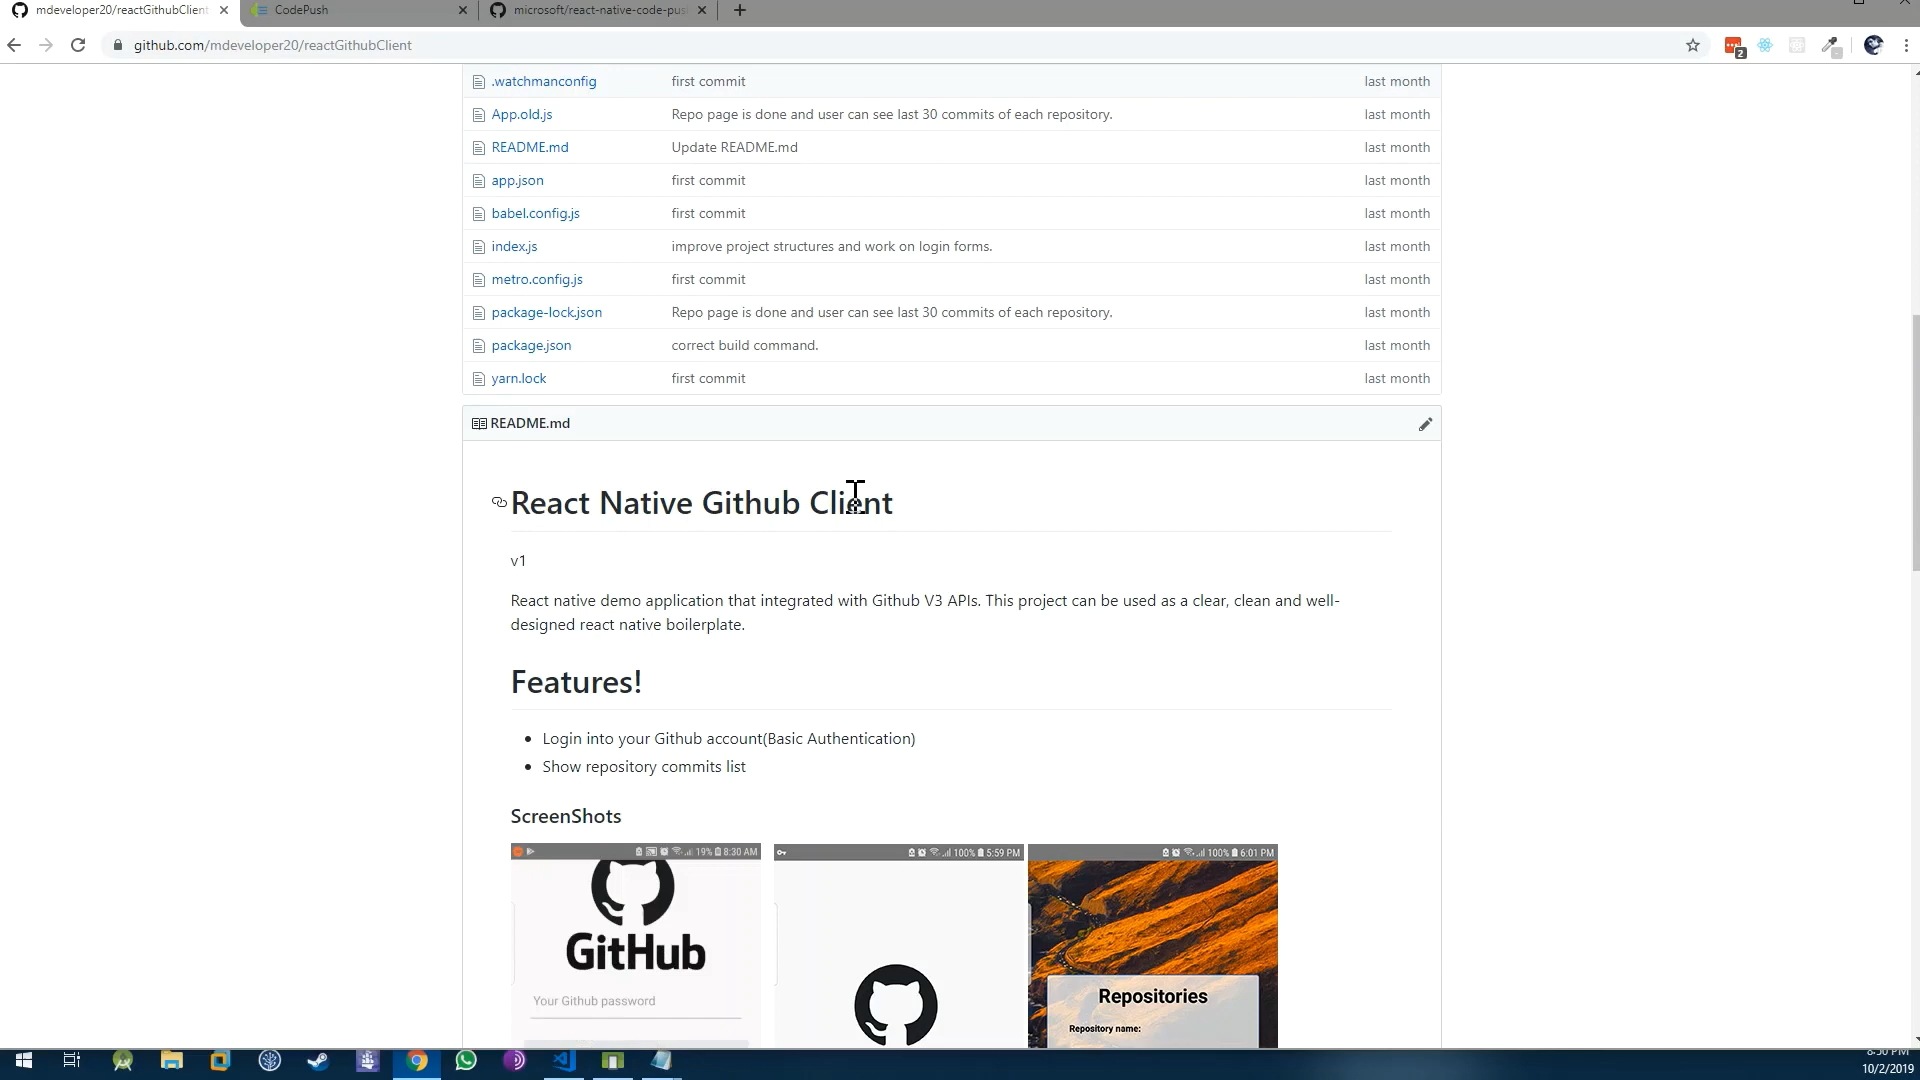 mdeveloper20/reactGithubClient
CodePush
microsoft/react-native-code-pus
github.com/mdeveloper20/reactGithubClient
2
.watchmanconfig first commit last month
App.old.js Repo page is done and user can see last 30 commits of each repository. last month
README.md Update README.md last month
app.json first commit last month
babel.config.js first commit last month
index.js improve project structures and work on login forms. last month
metro.config.js first commit last month
package-lock.json Repo page is done and user can see last 30 commits of each repository. last month
package.json correct build command. last month
yarn.lock first commit last month
README.md
React Native Github Client
v1
React native demo application that integrated with Github V3 APIs. This project can be used as a clear, clean and well-
designed react native boilerplate.
Features!
Login into your Github account(Basic Authentication)
Show repository commits list
ScreenShots
19% 8:30 AM
100% 5:59 PM
100% 6:01 PM
GitHub
Your Github password
Repositories
Repository name:
8:50 PM
10/2/2019